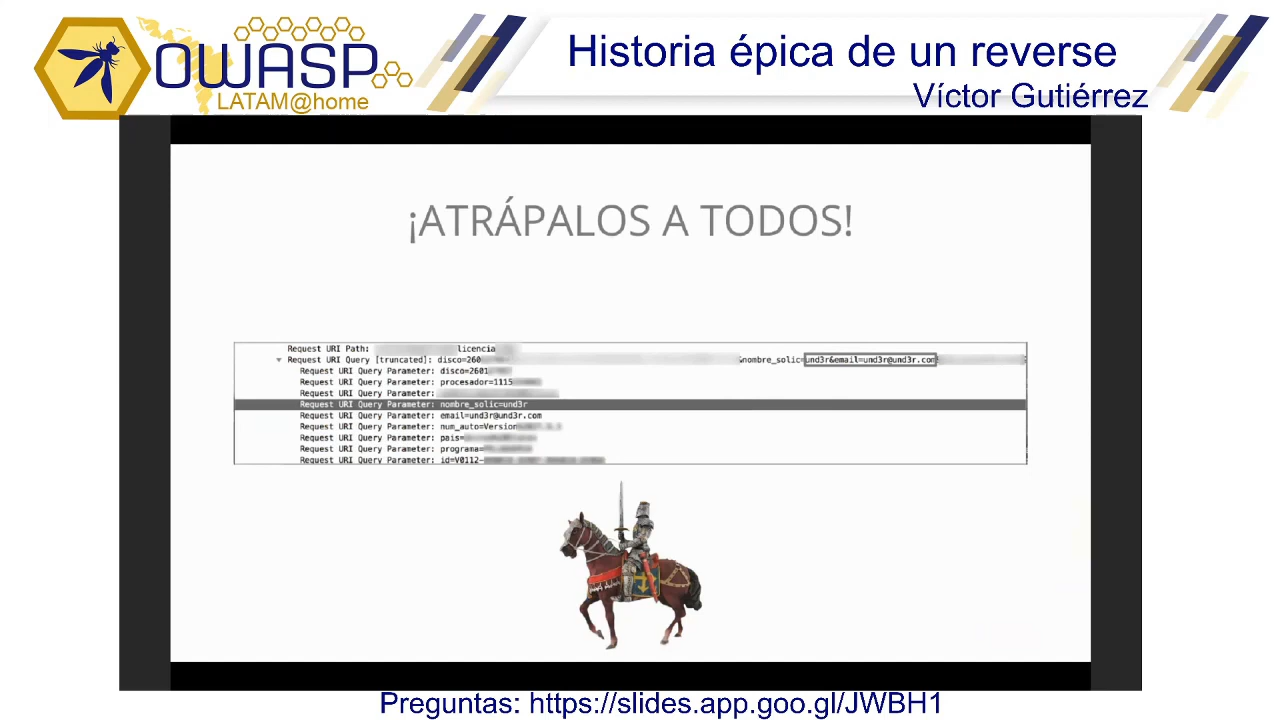 OWASP
LATAM@home
Historia épica de un reverse
Víctor Gutiérrez
¡ATRÁPALOS A TODOS!
Request URI Path: licencia
Request URI Query [truncated]: disco=260 &nombre_solic=und3r&email=und3r@und3r.com
Request URI Query Parameter: disco=2601
Request URI Query Parameter: procesador=1115
Request URI Query Parameter:
Request URI Query Parameter: nombre_solic=und3r
Request URI Query Parameter: email=und3r@und3r.com
Request URI Query Parameter: num_auto=Version
Request URI Query Parameter: pais=
Request URI Query Parameter: programa=
Request URI Query Parameter: id=V0112-
Preguntas: https://slides.app.goo.gl/JWBH1